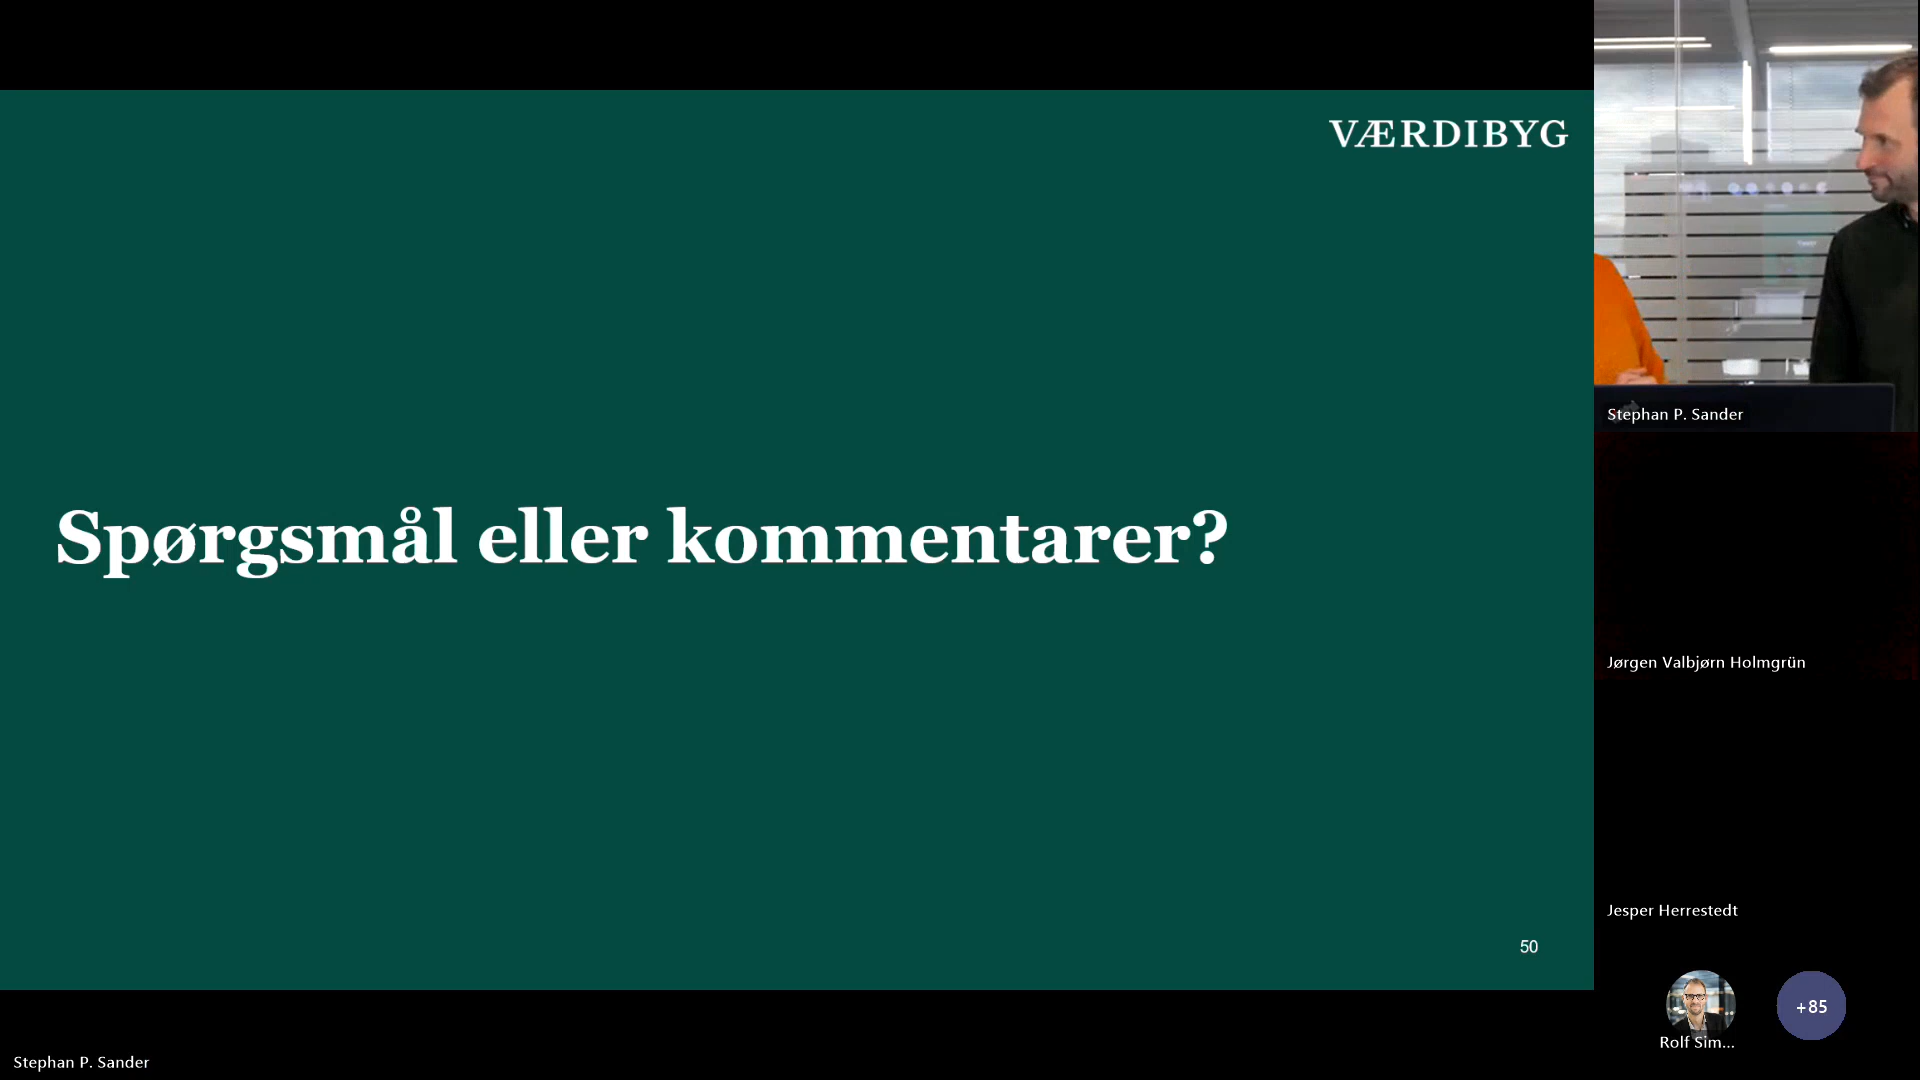 VÆRDIBYG
Spørgsmål eller kommentarer?
50
Stephan P. Sander
Jørgen Valbjørn Holmgrün
Jesper Herrestedt
Rolf Sim...
+85
Stephan P. Sander